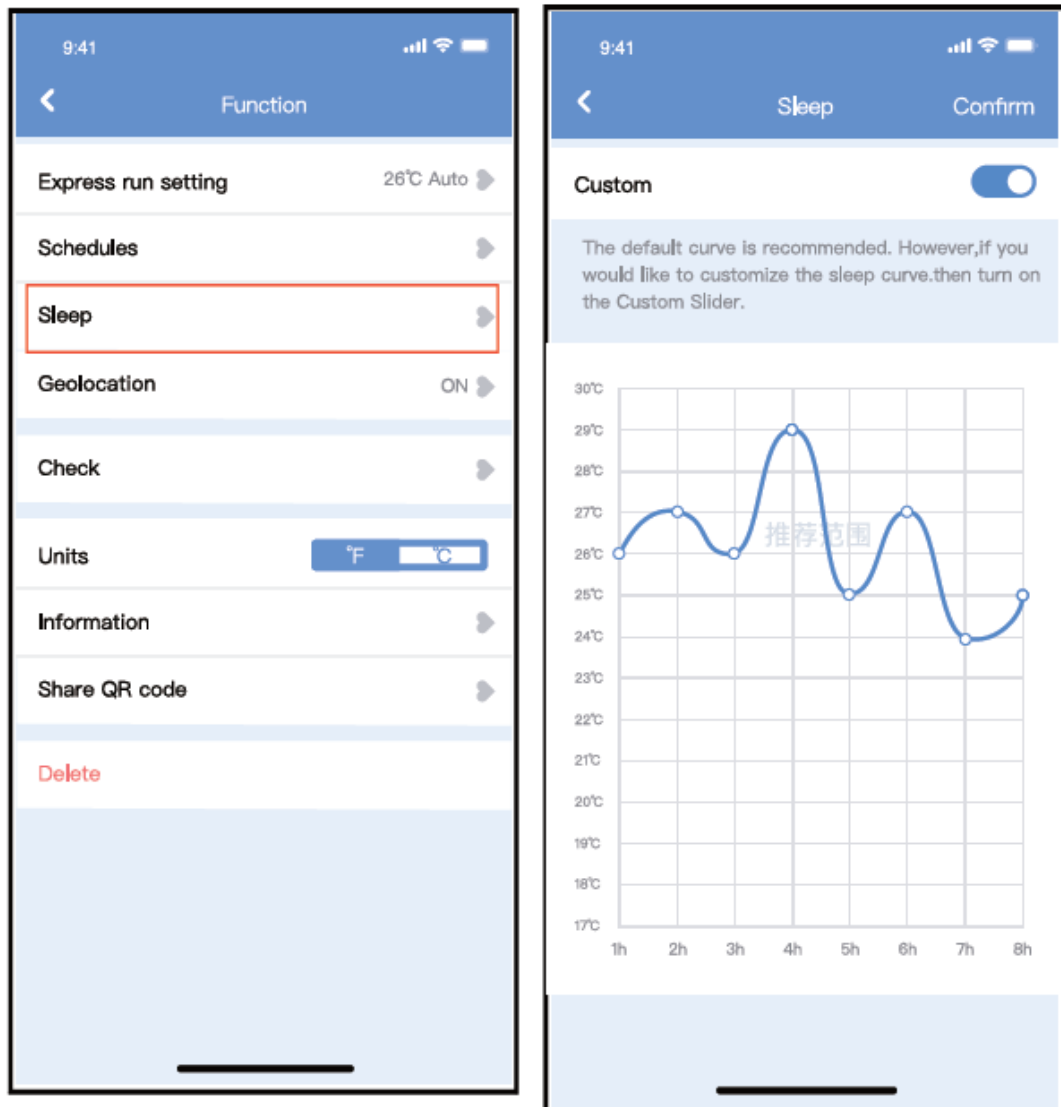 9:41
Function
Express run setting
26℃ Auto
Schedules
Sleep
Geolocation
ON
Check
Units
℉
℃
Information
Share QR code
Delete
9:41
Sleep
Confirm
Custom
The default curve is recommended. However,if you
would like to customize the sleep curve.then turn on
the Custom Slider.
30℃
29℃
28℃
27℃
推荐范围
26℃
25℃
24℃
23℃
22℃
21℃
20℃
19℃
18℃
17℃
1h
2h
3h
4h
5h
6h
7h
8h